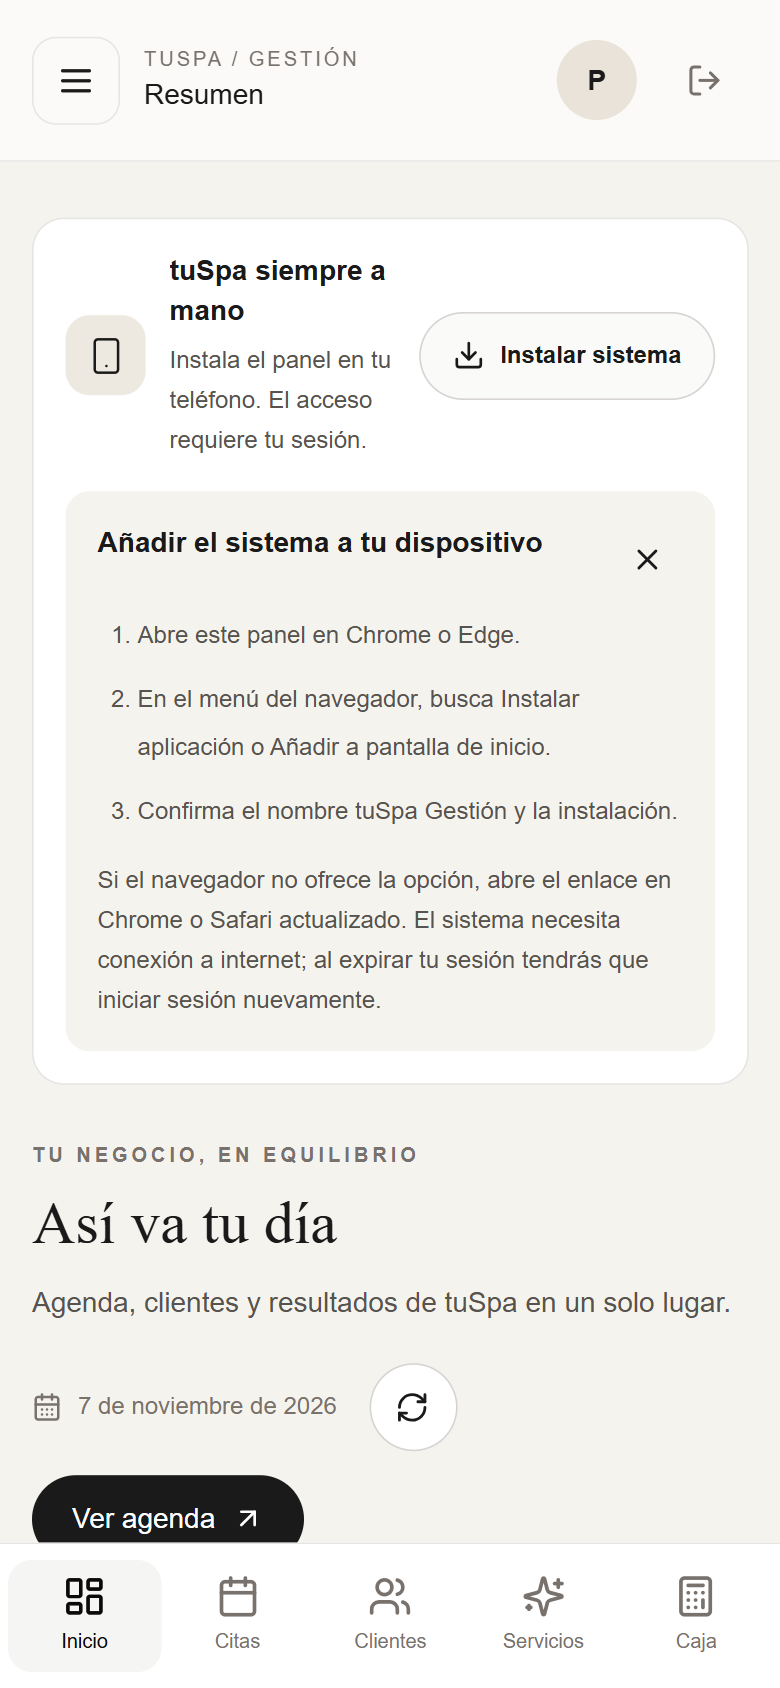 TUSPA / GESTIÓN
Resumen
P
tuSpa siempre a
mano
Instala el panel en tu
teléfono. El acceso
requiere tu sesión.
Instalar sistema
Añadir el sistema a tu dispositivo
1. Abre este panel en Chrome o Edge.
2. En el menú del navegador, busca Instalar
aplicación o Añadir a pantalla de inicio.
3. Confirma el nombre tuSpa Gestión y la instalación.
Si el navegador no ofrece la opción, abre el enlace en
Chrome o Safari actualizado. El sistema necesita
conexión a internet; al expirar tu sesión tendrás que
iniciar sesión nuevamente.
TU NEGOCIO, EN EQUILIBRIO
Así va tu día
Agenda, clientes y resultados de tuSpa en un solo lugar.
7 de noviembre de 2026
Ver agenda
Inicio
Citas
Clientes
Servicios
Caja